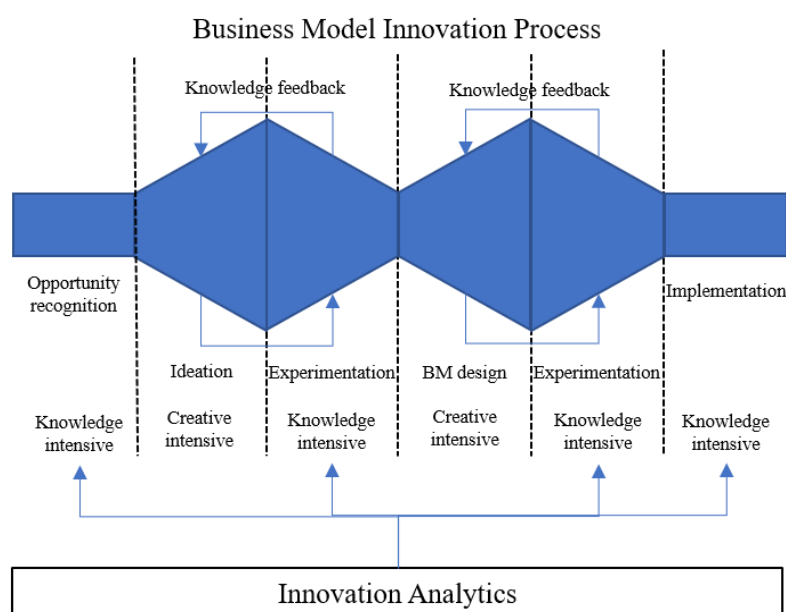 Business Model Innovation Process
Knowledge feedback
Knowledge feedback
Opportunity
recognition
Implementation
Ideation
Experimentation
BM design
Experimentation
Knowledge
intensive
Creative
intensive
Knowledge
intensive
Creative
intensive
Knowledge
intensive
Knowledge
intensive
Innovation Analytics